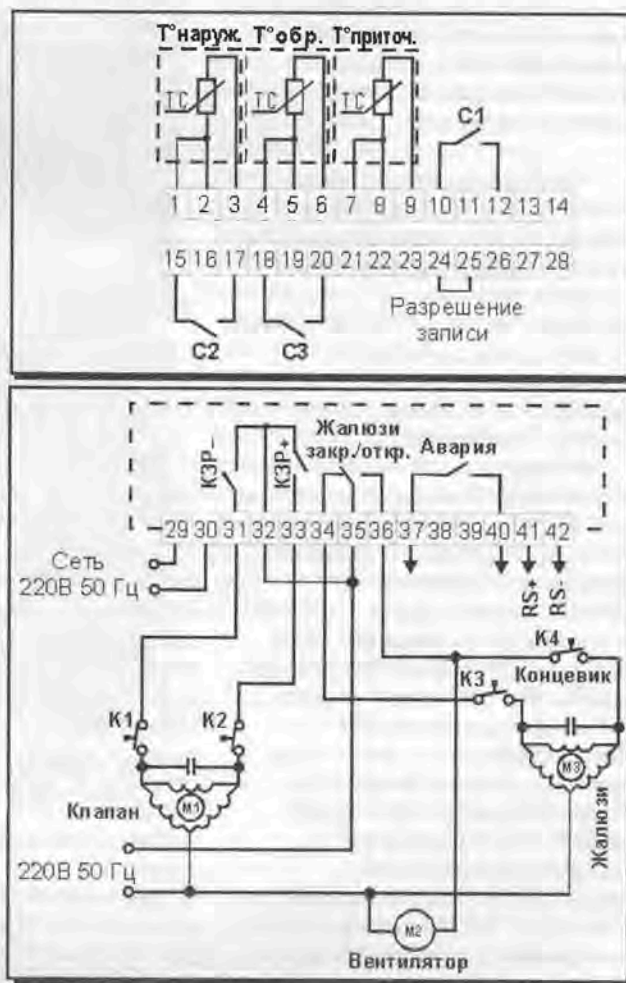 Т°наруж. Т°обр. Т°приточ.
ТС ТС ТС
С1
1 2 3 4 5 6 7 8 9 10 11 12 13 14
15 16 17 18 19 20 21 22 23 24 25 26 27 28
Разрешение
записи
С2 С3
Жалюзи
закр./откр.
Авария
КЗР–
КЗР+
29 30 31 32 33 34 35 36 37 38 39 40 41 42
Сеть
220В 50 Гц
RS+
RS-
К4
Концевик
К3
К1 К2
М1
М3
Клапан
Жалюзи
220В 50 Гц
М2
Вентилятор